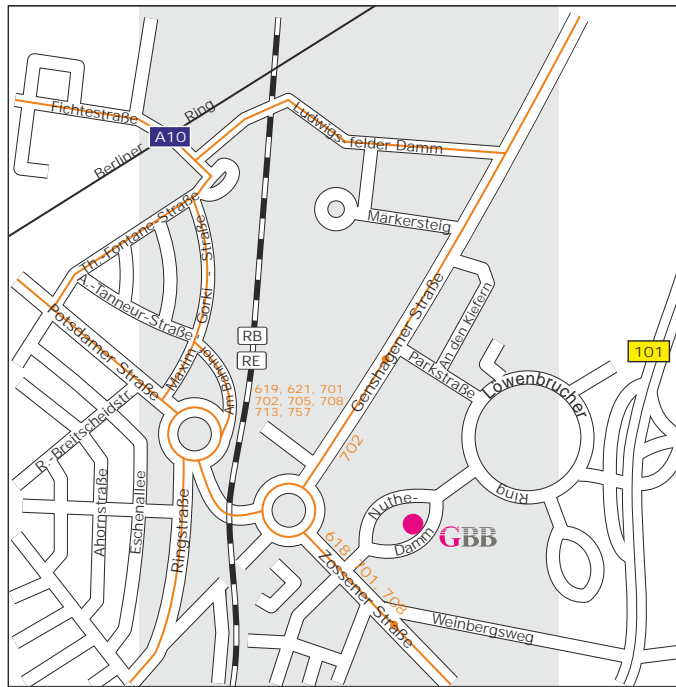 Fichtestraße
A10
Berliner Ring
Ludwigs-felder Damm
Märkersteig
Th.-Fontane-Straße
A.-Tanneur-Straße
Maxim - Gorki - Straße
Am Bahnhof
Potsdamer Straße
RB
RE
619, 621, 701
702, 705, 708
713, 757
Genshagener Straße
An den Kiefern
Parkstraße
101
Löwenbrucher
Ring
702
R.-Breitscheidstr.
Ahornstraße
Eschenallee
Ringstraße
Nuthe-
Damm
GBB
618, 701, 708
Zossener Straße
Weinbergsweg